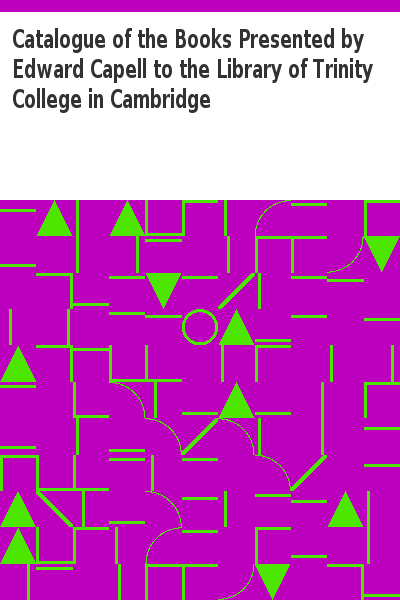 Catalogue of the Books Presented by
Edward Capell to the Library of Trinity
College in Cambridge